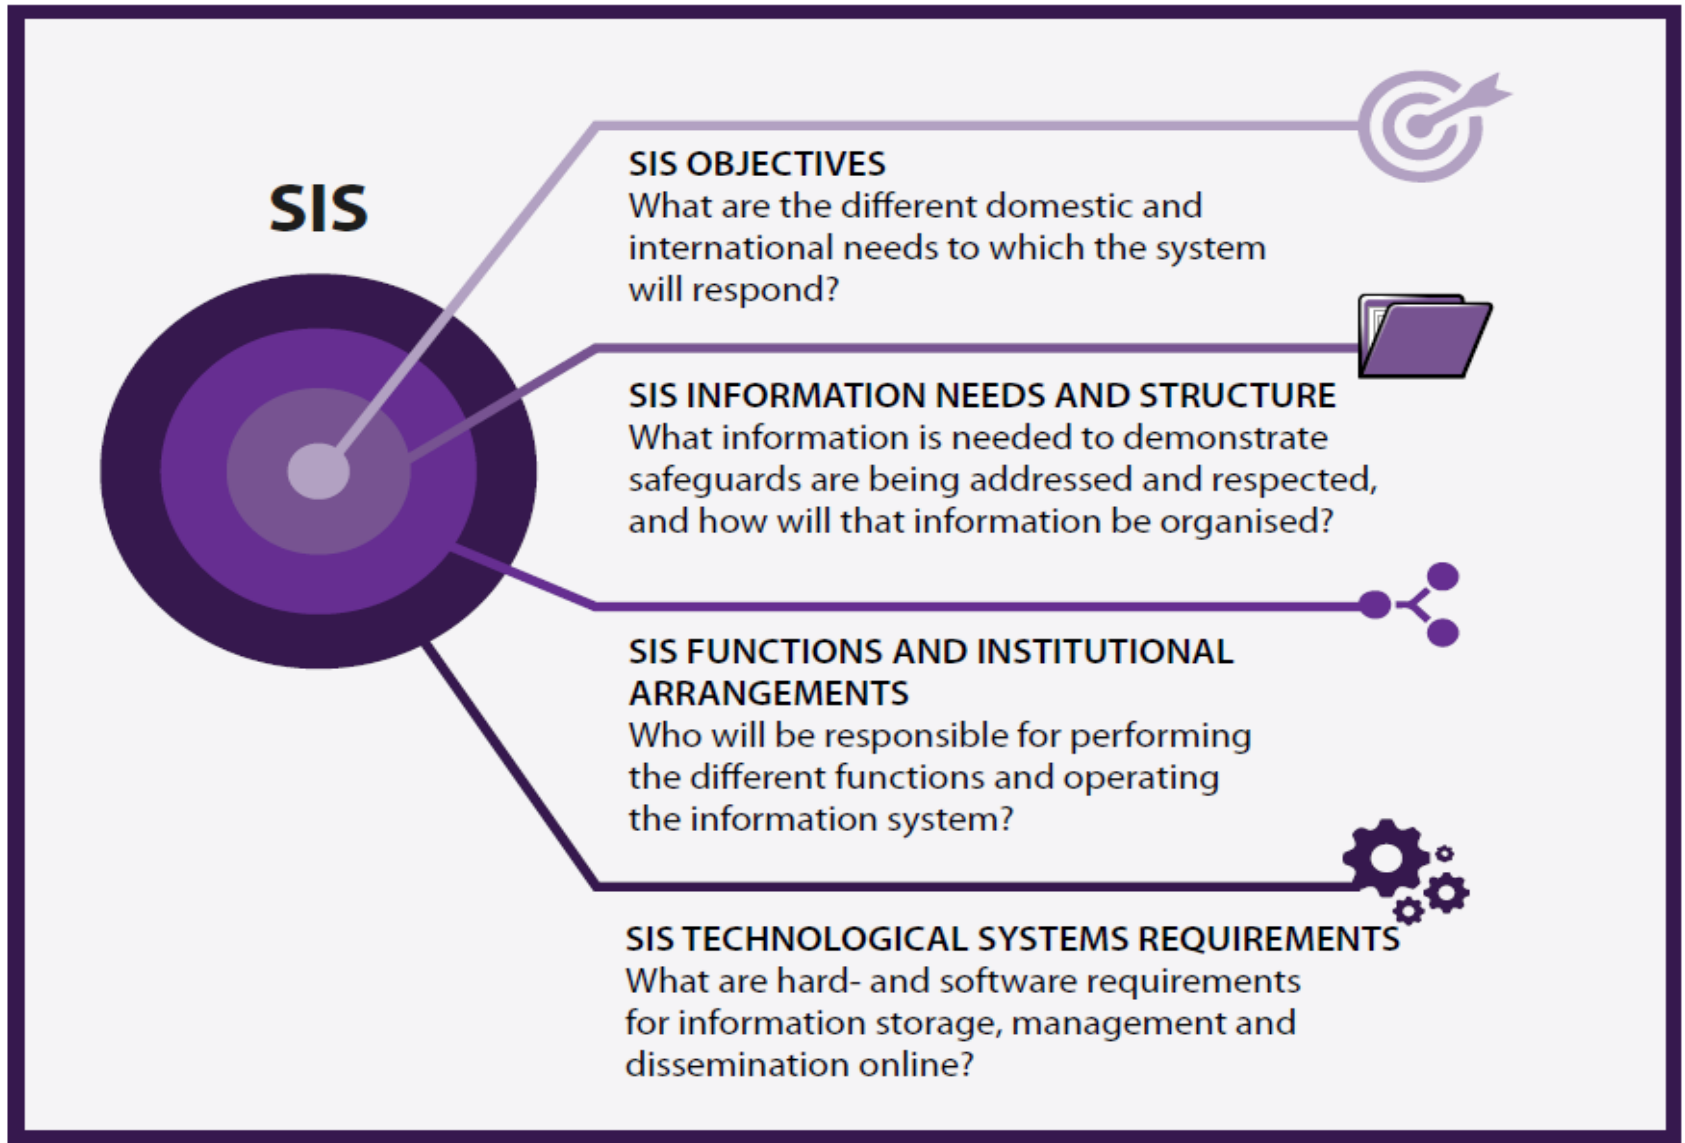 SIS
SIS OBJECTIVES
What are the different domestic and
international needs to which the system
will respond?
SIS INFORMATION NEEDS AND STRUCTURE
What information is needed to demonstrate
safeguards are being addressed and respected,
and how will that information be organised?
SIS FUNCTIONS AND INSTITUTIONAL
ARRANGEMENTS
Who will be responsible for performing
the different functions and operating
the information system?
SIS TECHNOLOGICAL SYSTEMS REQUIREMENTS
What are hard- and software requirements
for information storage, management and
dissemination online?